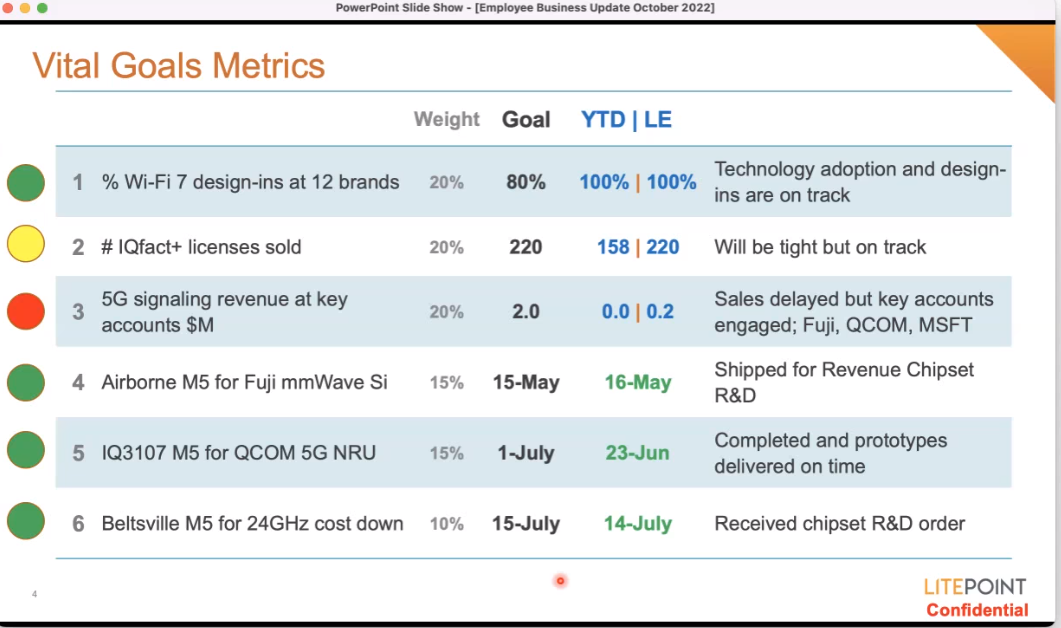 PowerPoint Slide Show - [Employee Business Update October 2022]
Vital Goals Metrics
Weight Goal YTD | LE
1 % Wi-Fi 7 design-ins at 12 brands 20% 80% 100% | 100% Technology adoption and design-
ins are on track
2 # IQfact+ licenses sold 20% 220 158 | 220 Will be tight but on track
3 5G signaling revenue at key
accounts $M 20% 2.0 0.0 | 0.2 Sales delayed but key accounts
engaged; Fuji, QCOM, MSFT
4 Airborne M5 for Fuji mmWave Si 15% 15-May 16-May Shipped for Revenue Chipset
R&D
5 IQ3107 M5 for QCOM 5G NRU 15% 1-July 23-Jun Completed and prototypes
delivered on time
6 Beltsville M5 for 24GHz cost down 10% 15-July 14-July Received chipset R&D order
4
LITEPOINT
Confidential